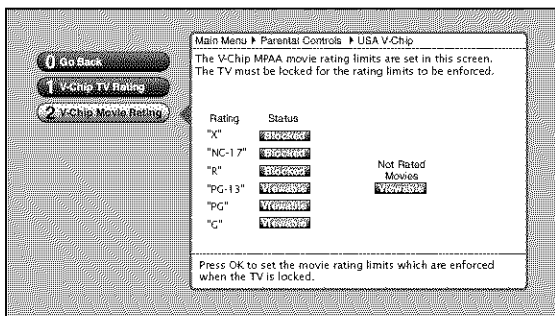 Main Menu ▸ Parental Controls ▸ USA V-Chip
0 Go Back
1 V-Chip TV Rating
2 V-Chip Movie Rating
The V-Chip MPAA movie rating limits are set in this screen.
The TV must be locked for the rating limits to be enforced.
Rating Status
"X" Blocked
"NC-17" Blocked
"R" Blocked
"PG-13" Viewable
"PG" Viewable
"G" Viewable
Not Rated
Movies
Viewable
Press OK to set the movie rating limits which are enforced
when the TV is locked.